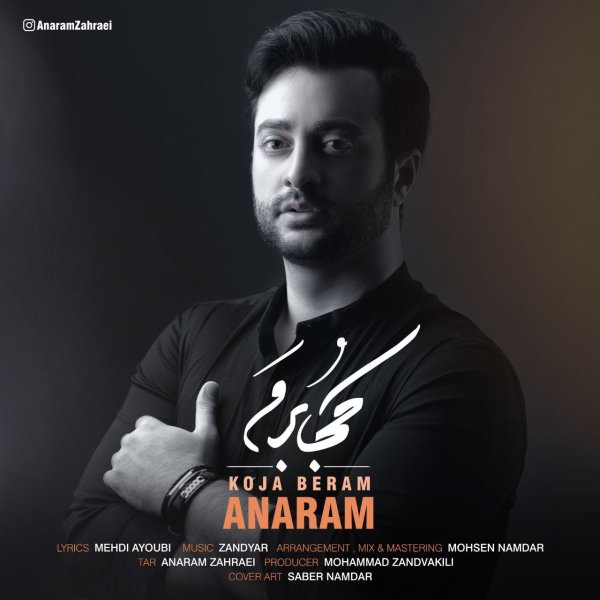 AnaramZahraei
کجا برم
KOJA BERAM
ANARAM
LYRICS MEHDI AYOUBI MUSIC ZANDYAR ARRANGEMENT , MIX & MASTERING MOHSEN NAMDAR
TAR ANARAM ZAHRAEI PRODUCER MOHAMMAD ZANDVAKILI
COVER ART SABER NAMDAR